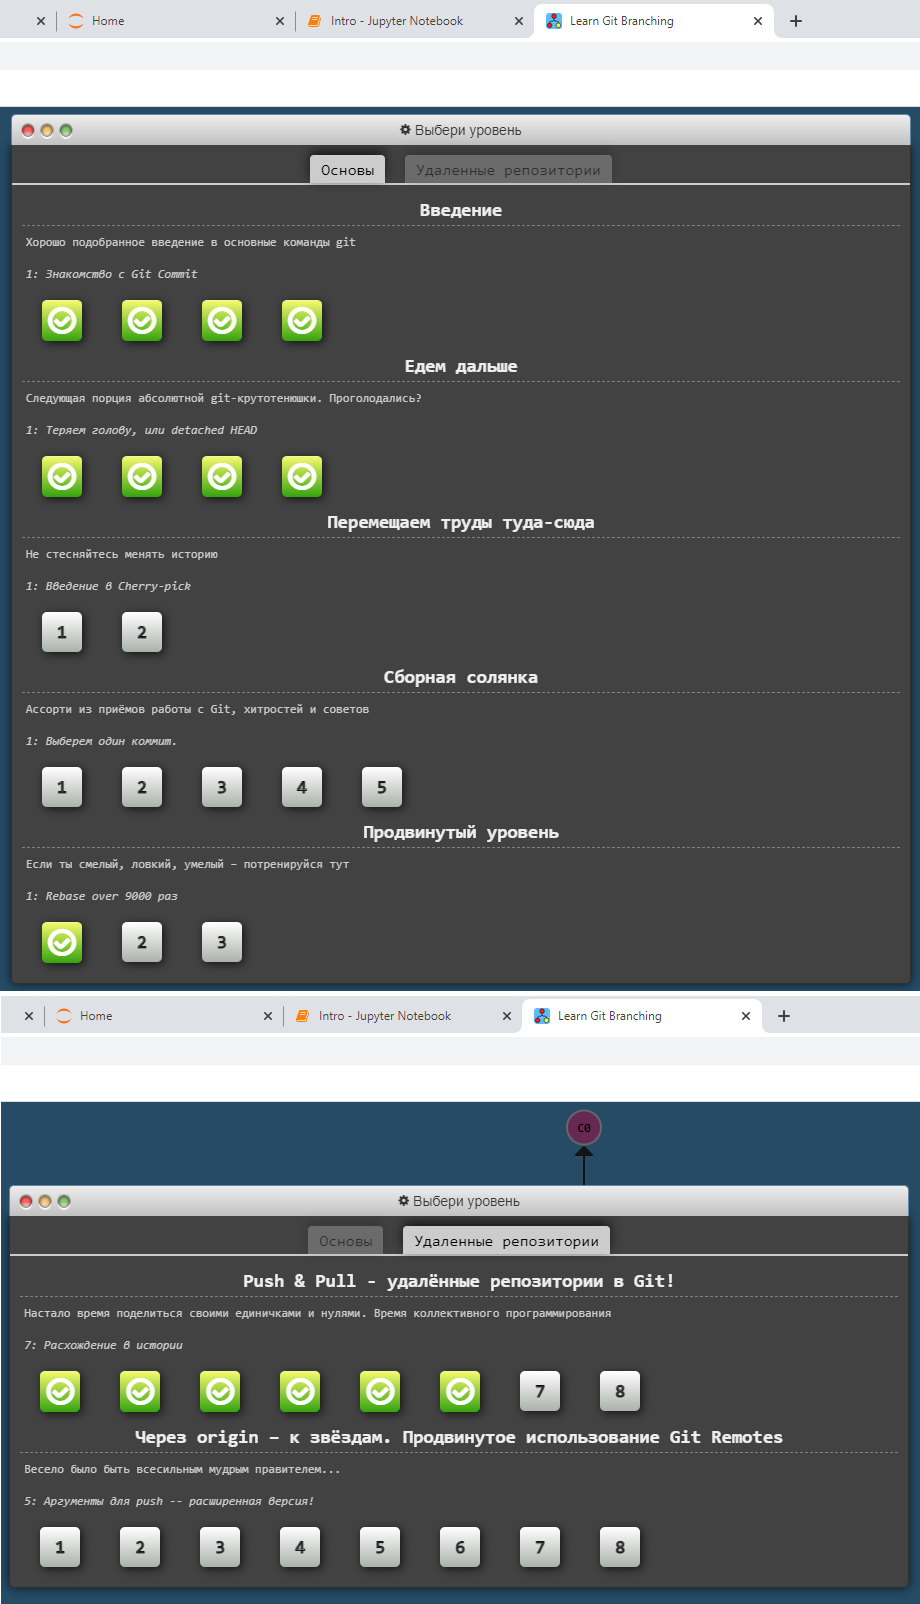 Home Intro - Jupyter Notebook Learn Git Branching
Выбери уровень
Основы Удаленные репозитории
Введение
Хорошо подобранное введение в основные команды git
1: Знакомство с Git Commit
Едем дальше
Следующая порция абсолютной git-крутотенюшки. Проголодались?
1: Теряем голову, или detached HEAD
Перемещаем труды туда-сюда
Не стесняйтесь менять историю
1: Введение в Cherry-pick
1 2
Сборная солянка
Ассорти из приёмов работы с Git, хитростей и советов
1: Выберем один коммит.
1 2 3 4 5
Продвинутый уровень
Если ты смелый, ловкий, умелый – потренируйся тут
1: Rebase over 9000 раз
2 3
Home Intro - Jupyter Notebook Learn Git Branching
C0
Выбери уровень
Основы Удаленные репозитории
Push & Pull - удалённые репозитории в Git!
Настало время поделиться своими единичками и нулями. Время коллективного программирования
7: Расхождение в истории
7 8
Через origin – к звёздам. Продвинутое использование Git Remotes
Весело было быть всесильным мудрым правителем...
5: Аргументы для push -- расширенная версия!
1 2 3 4 5 6 7 8